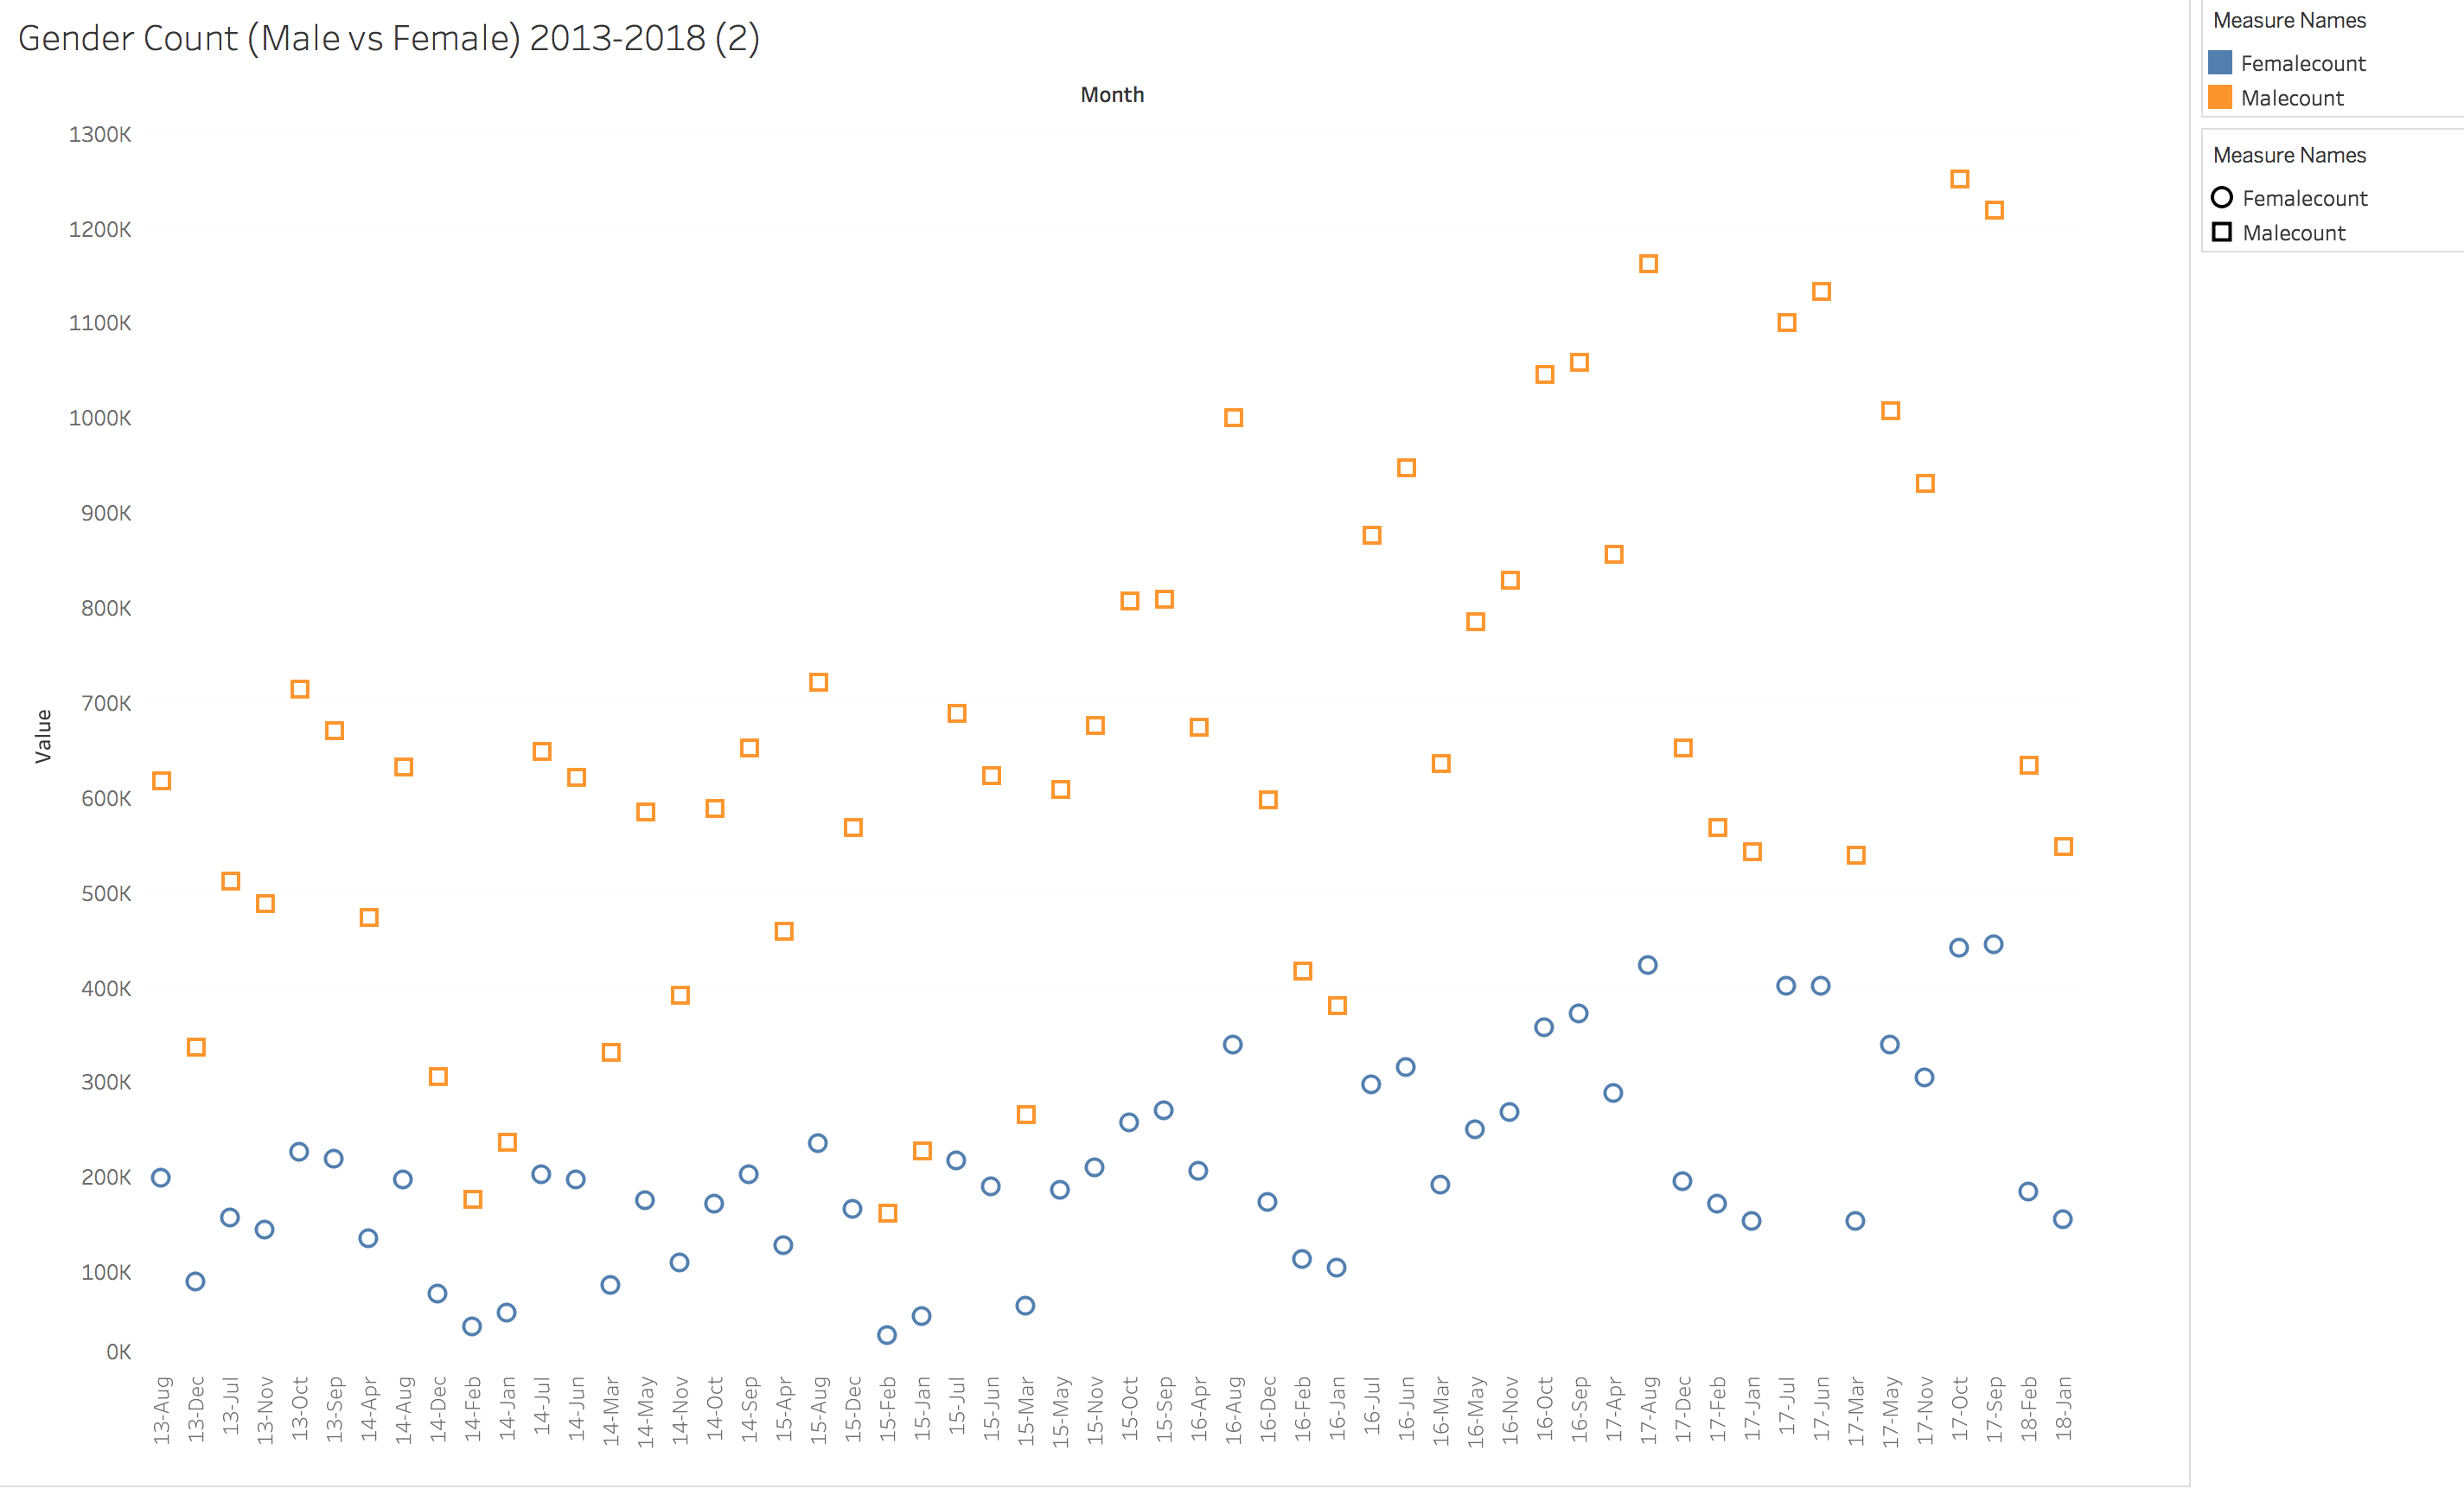 Gender Count (Male vs Female) 2013-2018 (2)
Month
1300K
1200K
1100K
1000K
900K
800K
700K
600K
500K
400K
300K
200K
100K
0K
Value
13-Aug
13-Dec
13-Jul
13-Nov
13-Oct
13-Sep
14-Apr
14-Aug
14-Dec
14-Feb
14-Jan
14-Jul
14-Jun
14-Mar
14-May
14-Nov
14-Oct
14-Sep
15-Apr
15-Aug
15-Dec
15-Feb
15-Jan
15-Jul
15-Jun
15-Mar
15-May
15-Nov
15-Oct
15-Sep
16-Apr
16-Aug
16-Dec
16-Feb
16-Jan
16-Jul
16-Jun
16-Mar
16-May
16-Nov
16-Oct
16-Sep
17-Apr
17-Aug
17-Dec
17-Feb
17-Jan
17-Jul
17-Jun
17-Mar
17-May
17-Nov
17-Oct
17-Sep
18-Feb
18-Jan
Measure Names
Femalecount
Malecount
Measure Names
Femalecount
Malecount